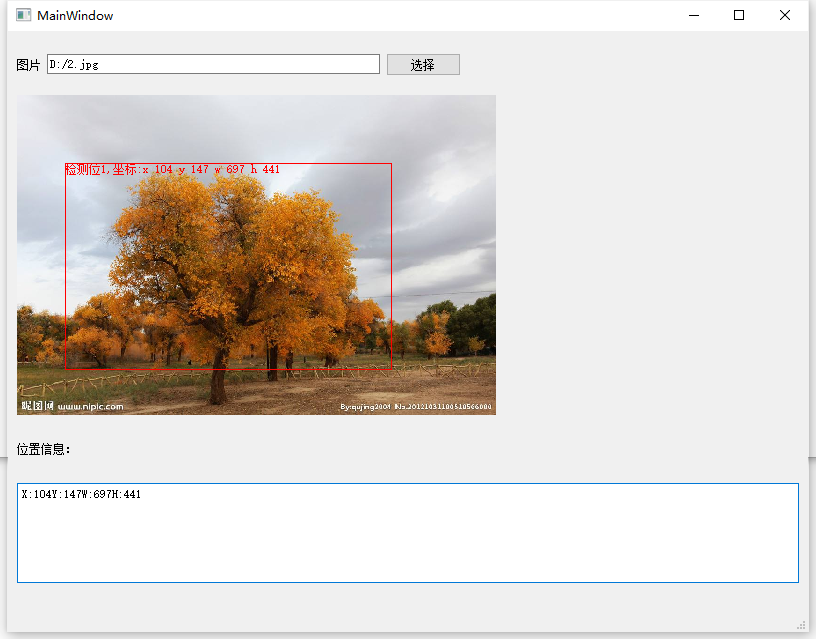 MainWindow
图片 D:/2.jpg 选择
检测位1,坐标:x 104 y 147 w 697 h 441
昵图网 www.nipic.com
By:qujing2004 No.20121031100510566000
位置信息:
X:104Y:147W:697H:441